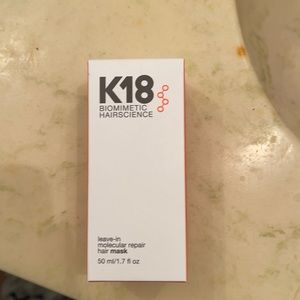 K18
BIOMIMETIC
HAIRSCIENCE
leave-in
molecular repair
hair mask
50 ml/1.7 fl oz